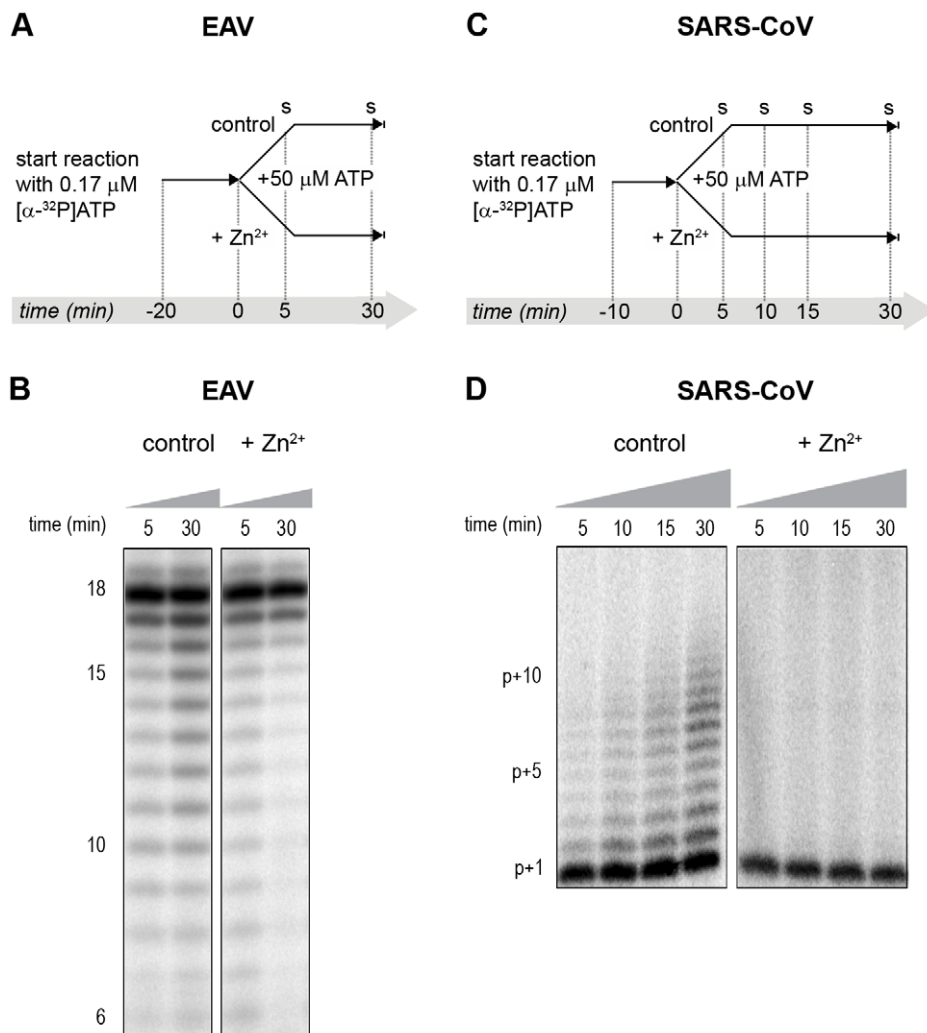 A
EAV
s
s
control
start reaction
with 0.17 μM
[α-³²P]ATP
+50 μM ATP
+ Zn²⁺
time (min)
-20
0
5
30
C
SARS-CoV
s
s
s
s
control
start reaction
with 0.17 μM
[α-³²P]ATP
+50 μM ATP
+ Zn²⁺
time (min)
-10
0
5
10
15
30
B
EAV
control
+ Zn²⁺
time (min)
5
30
5
30
18
15
10
6
D
SARS-CoV
control
+ Zn²⁺
time (min)
5
10
15
30
5
10
15
30
p+10
p+5
p+1